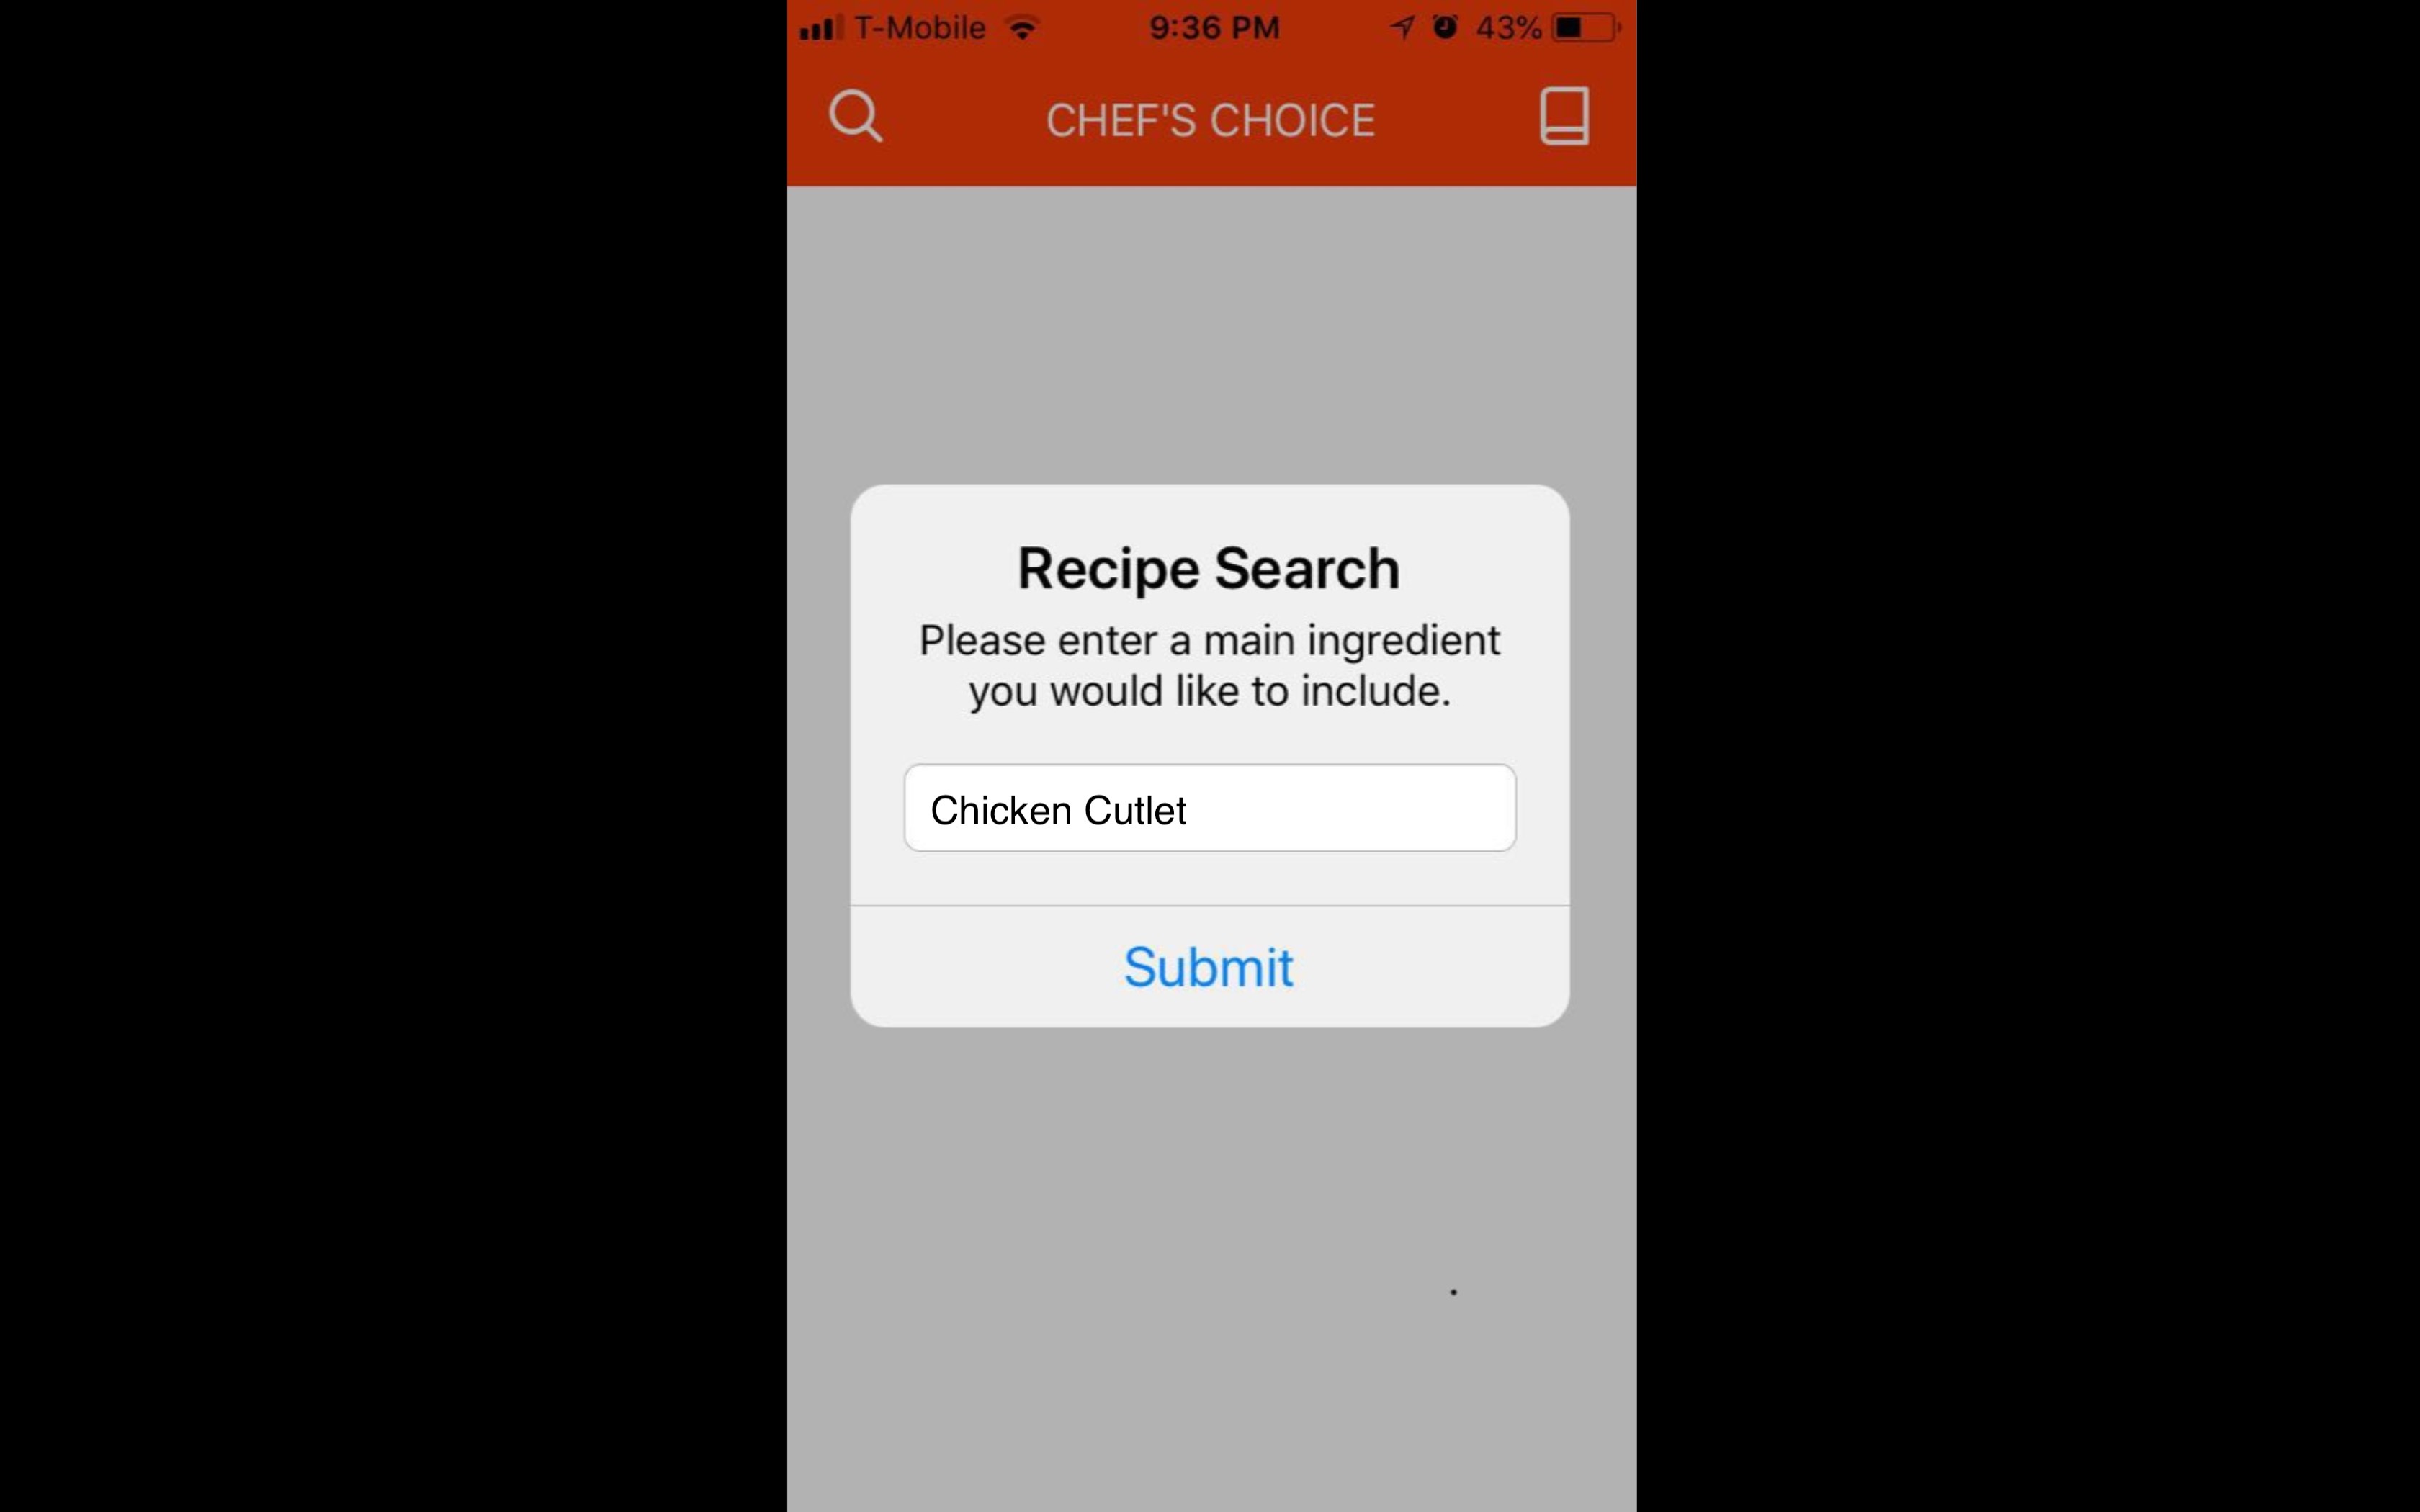 T-Mobile 9:36 PM 43%
CHEF'S CHOICE
Recipe Search
Please enter a main ingredient
you would like to include.
Chicken Cutlet
Submit